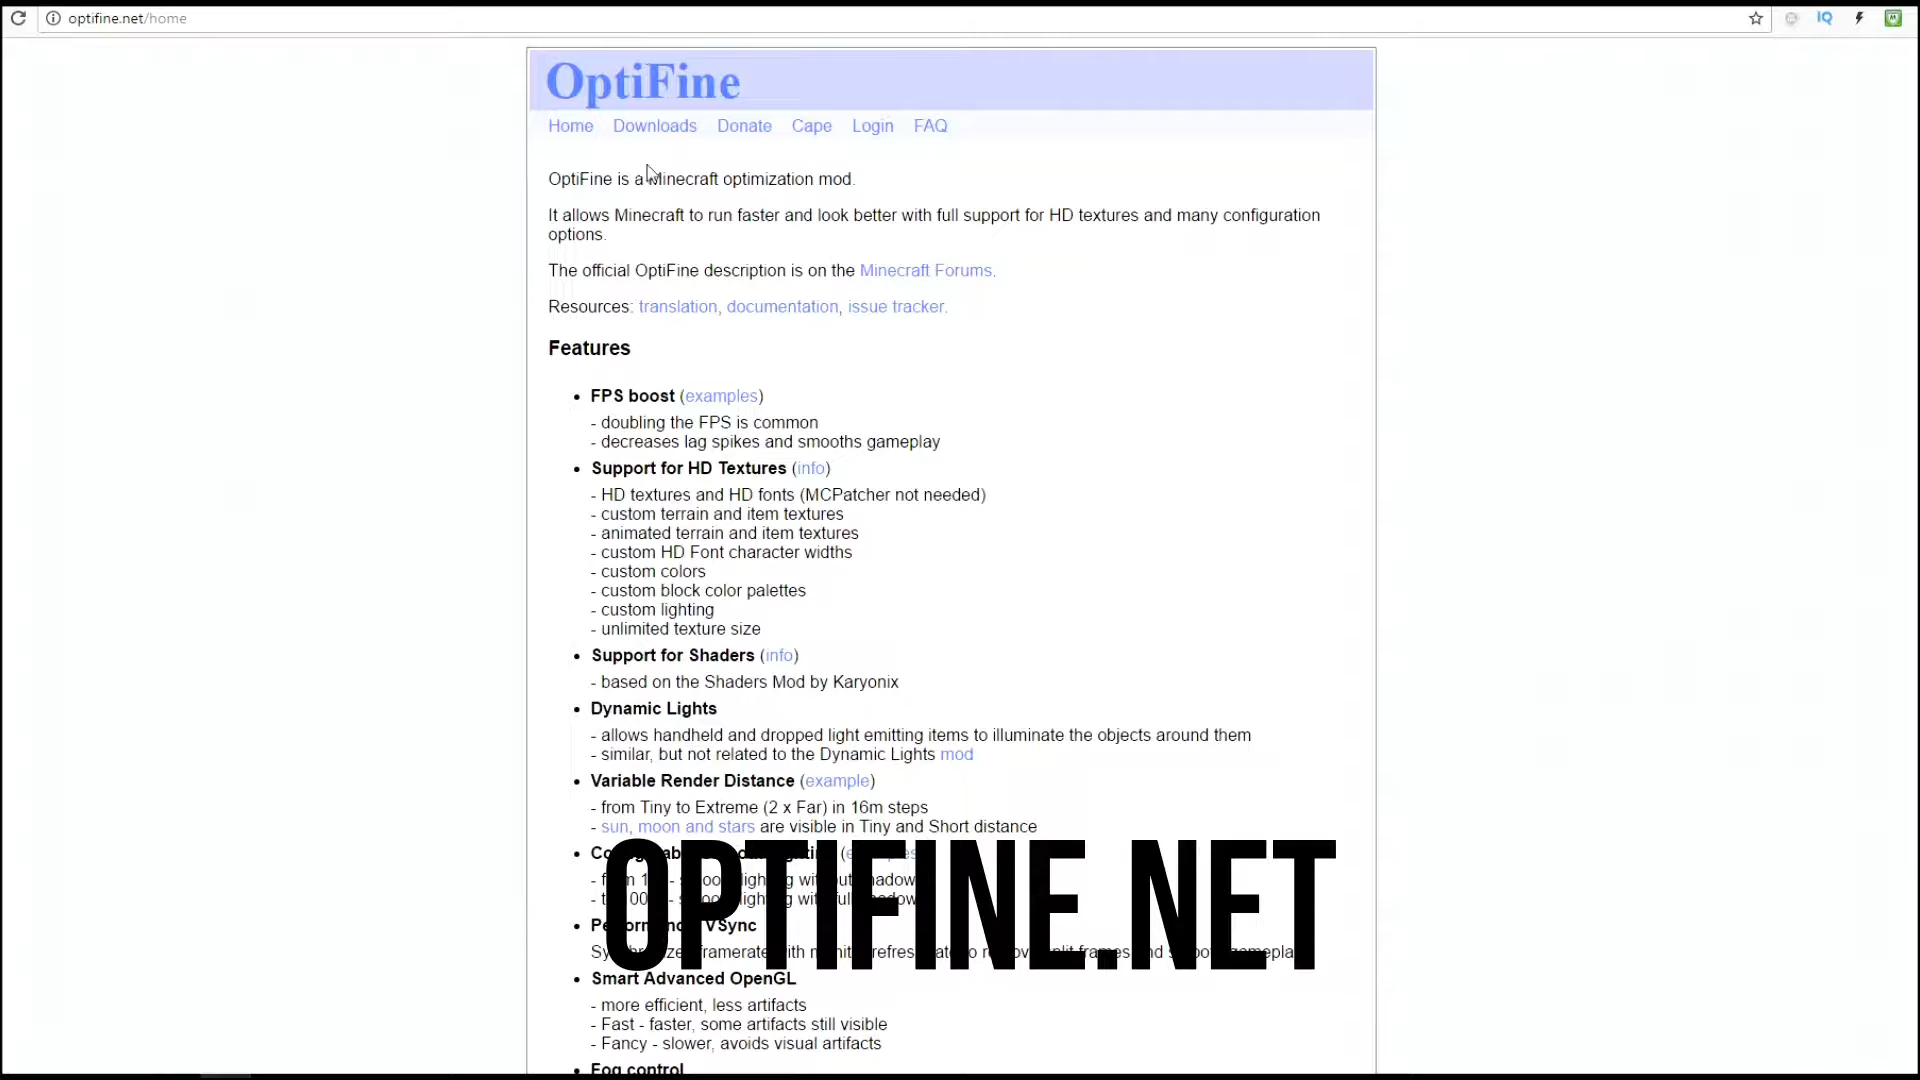 optifine.net/home
IQ
OptiFine
Home Downloads Donate Cape Login FAQ
OptiFine is a Minecraft optimization mod.
It allows Minecraft to run faster and look better with full support for HD textures and many configuration
options.
The official OptiFine description is on the Minecraft Forums.
Resources: translation, documentation, issue tracker.
Features
• FPS boost (examples)
- doubling the FPS is common
- decreases lag spikes and smooths gameplay
• Support for HD Textures (info)
- HD textures and HD fonts (MCPatcher not needed)
- custom terrain and item textures
- animated terrain and item textures
- custom HD Font character widths
- custom colors
- custom block color palettes
- custom lighting
- unlimited texture size
• Support for Shaders (info)
- based on the Shaders Mod by Karyonix
• Dynamic Lights
- allows handheld and dropped light emitting items to illuminate the objects around them
- similar, but not related to the Dynamic Lights mod
• Variable Render Distance (example)
- from Tiny to Extreme (2 x Far) in 16m steps
- sun, moon and stars are visible in Tiny and Short distance
OPTIFINE.NET
VSync
• Smart Advanced OpenGL
- more efficient, less artifacts
- Fast - faster, some artifacts still visible
- Fancy - slower, avoids visual artifacts
• Fog control